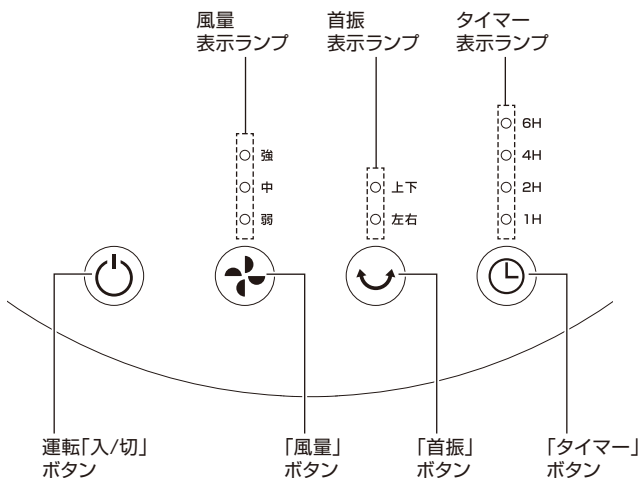 風量
表示ランプ
首振
表示ランプ
タイマー
表示ランプ
強
中
弱
上下
左右
6H
4H
2H
1H
運転「入/切」
ボタン
「風量」
ボタン
「首振」
ボタン
「タイマー」
ボタン